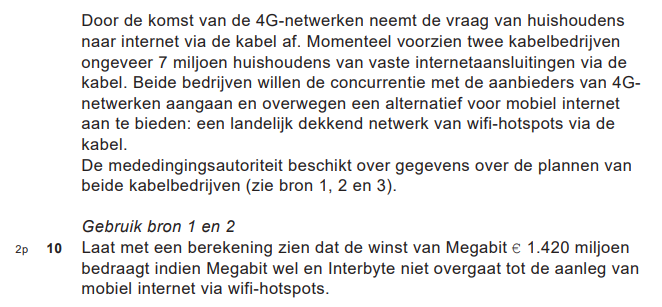 Door de komst van de 4G-netwerken neemt de vraag van huishoudens
naar internet via de kabel af. Momenteel voorzien twee kabelbedrijven
ongeveer 7 miljoen huishoudens van vaste internetaansluitingen via de
kabel. Beide bedrijven willen de concurrentie met de aanbieders van 4G-
netwerken aangaan en overwegen een alternatief voor mobiel internet
aan te bieden: een landelijk dekkend netwerk van wifi-hotspots via de
kabel.
De mededingingsautoriteit beschikt over gegevens over de plannen van
beide kabelbedrijven (zie bron 1, 2 en 3).
Gebruik bron 1 en 2
2p 10 Laat met een berekening zien dat de winst van Megabit € 1.420 miljoen
bedraagt indien Megabit wel en Interbyte niet overgaat tot de aanleg van
mobiel internet via wifi-hotspots.